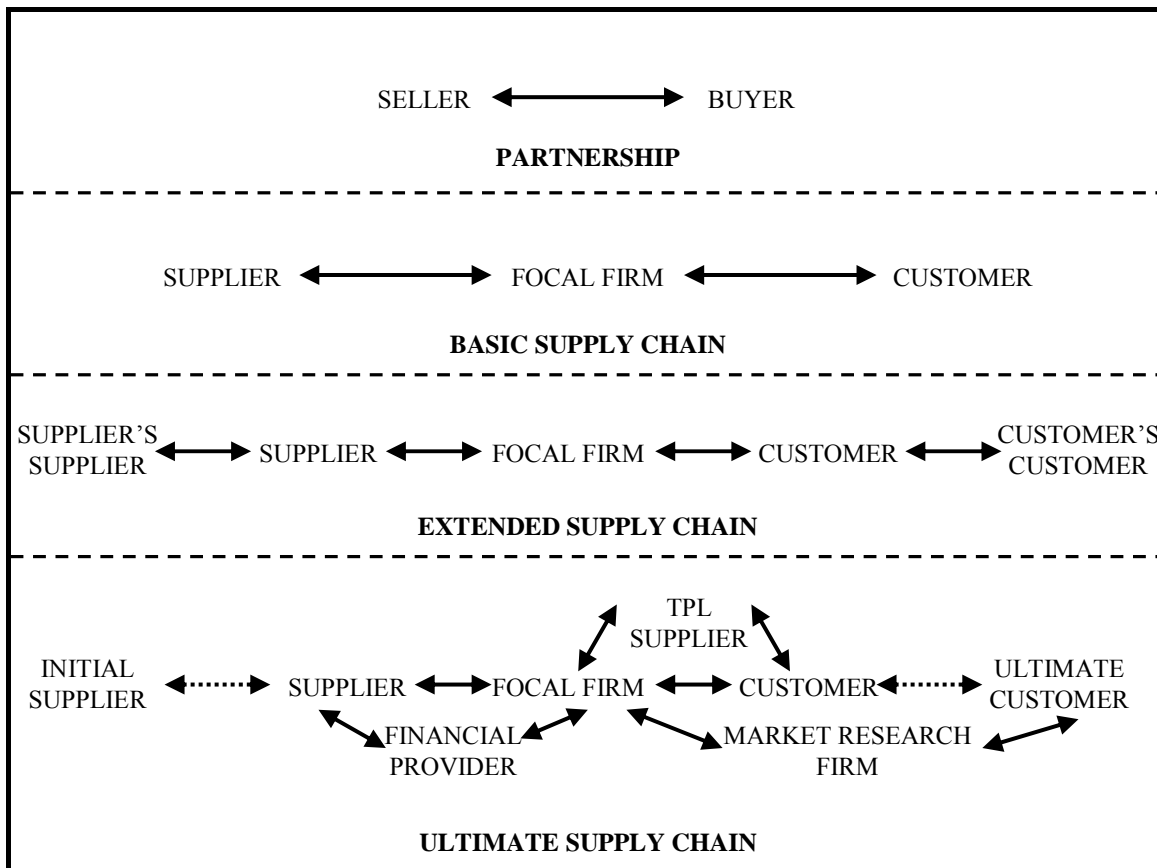 SELLER BUYER
PARTNERSHIP
SUPPLIER FOCAL FIRM CUSTOMER
BASIC SUPPLY CHAIN
SUPPLIER’S
SUPPLIER
SUPPLIER
FOCAL FIRM
CUSTOMER
CUSTOMER’S
CUSTOMER
EXTENDED SUPPLY CHAIN
TPL
SUPPLIER
INITIAL
SUPPLIER
SUPPLIER
FOCAL FIRM
CUSTOMER
ULTIMATE
CUSTOMER
FINANCIAL
PROVIDER
MARKET RESEARCH
FIRM
ULTIMATE SUPPLY CHAIN